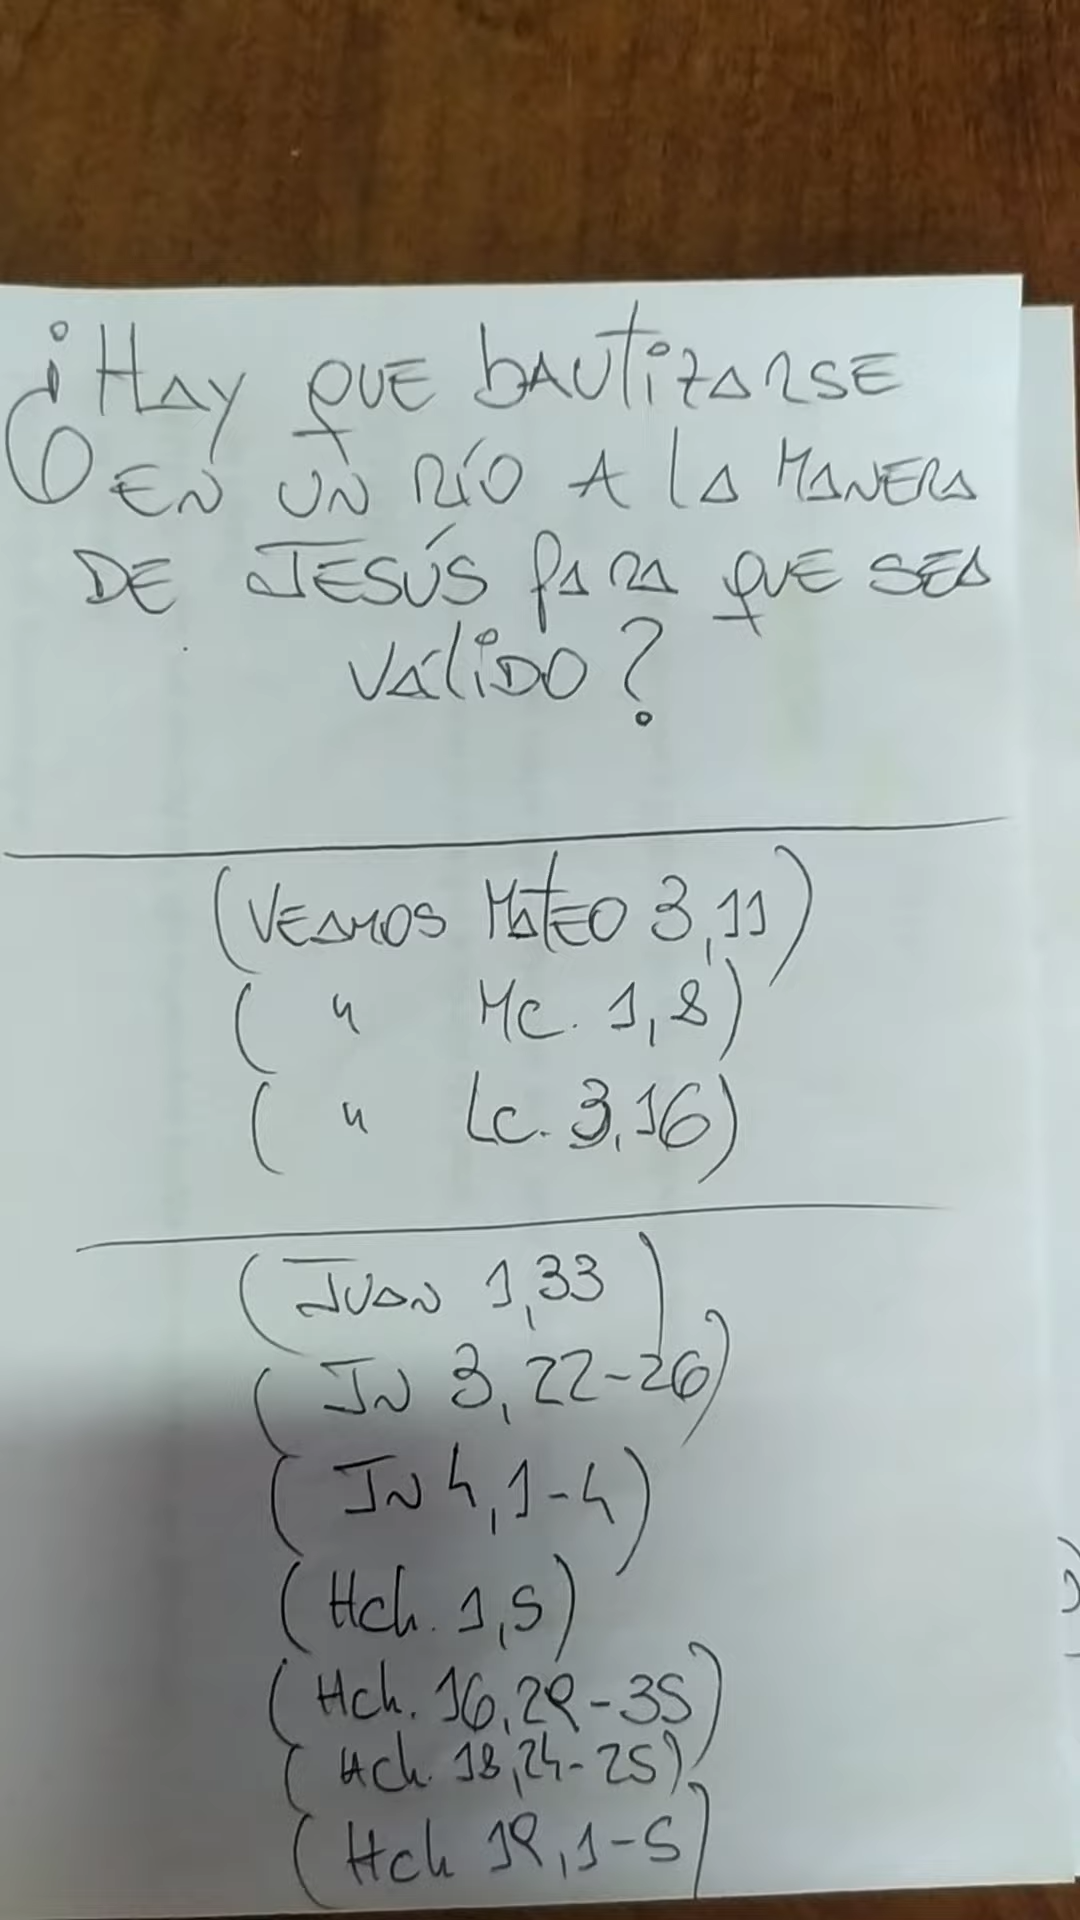 ¿Hay que bautizarse
en un río a la manera
de Jesús para que sea
válido?
(Veamos Mateo 3,11)
( " Mc. 1,8)
( " Lc. 3,16)
(Juan 1,33)
(Jn 3,22-26)
(Jn 4,1-4)
(Hch. 1,5)
(Hch. 16,29-35)
(Hch. 18,24-25)
(Hch 19,1-5)